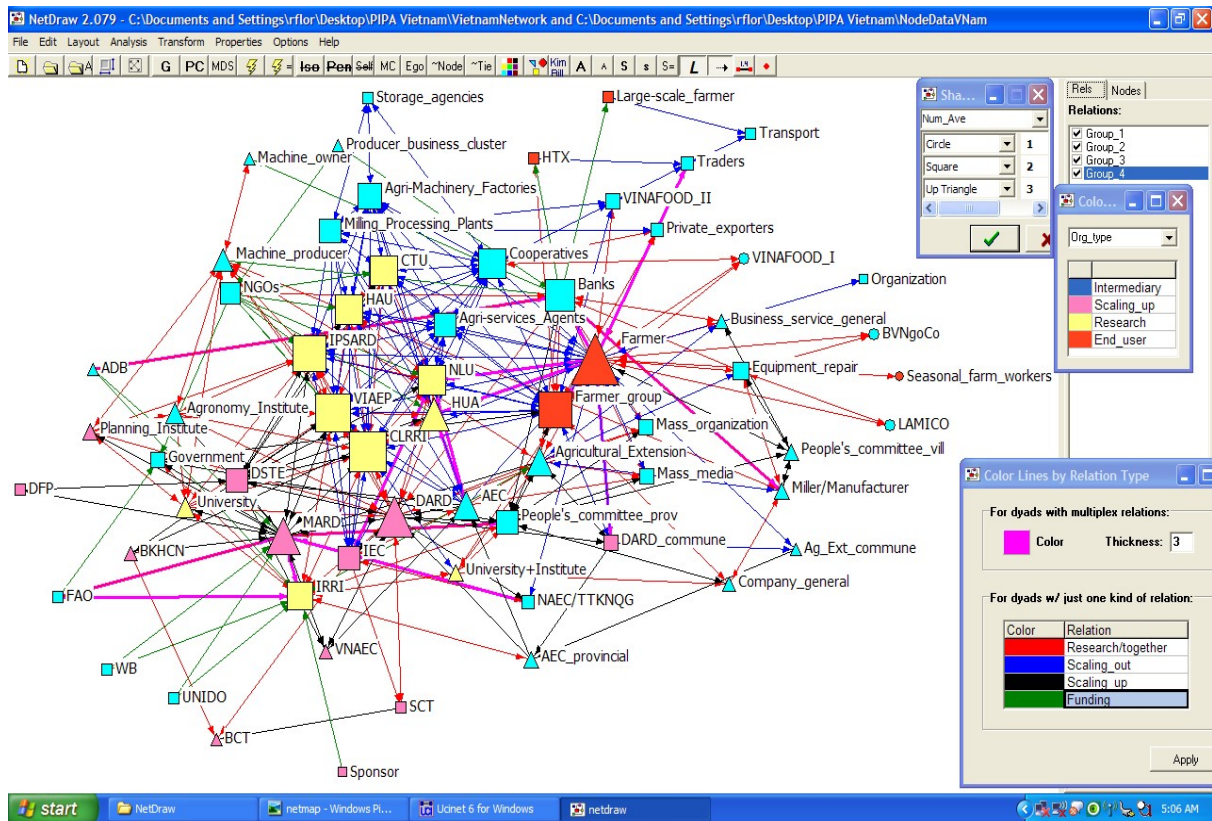 NetDraw 2.079 - C:\Documents and Settings\rflor\Desktop\PIPA Vietnam\VietnamNetwork and C:\Documents and Settings\rflor\Desktop\PIPA Vietnam\NodeDataVNam
File Edit Layout Analysis Transform Properties Options Help
G PC MDS = Iso Pen Self MC Ego ~Node ~Tie Kim Bill A A S s S= L →
Storage_agencies
Large-scale_farmer
Transport
Producer_business_cluster
Machine_owner
HTX
Traders
Agri-Machinery_Factories
VINAFOOD_II
Milling_Processing_Plants
Private_exporters
Machine_producer
CTU
Cooperatives
VINAFOOD_I
NGOs
HAU
Banks
Organization
Agri-services_Agents
Business_service_general
IPSARD
Farmer
BVNgoCo
ADB
NLU
Equipment_repair
Seasonal_farm_workers
Agronomy_Institute
VIAEP
HUA
Farmer_group
LAMICO
Planning_Institute
Mass_organization
CLRRI
Government
Agricultural_Extension
People's_committee_vill
DSTE
Mass_media
DFP
Miller/Manufacturer
University
DARD
AEC
MARD
People's_committee_prov
BKHCN
IEC
DARD_commune
Ag_Ext_commune
University+Institute
Company_general
FAO
IRRI
NAEC/TTKNQG
VNAEC
AEC_provincial
WB
UNIDO
SCT
BCT
Sponsor
Sha...
Num_Ave
Circle 1
Square 2
Up Triangle 3
Rels Nodes
Relations:
Group_1
Group_2
Group_3
Group_4
Colo...
Org_type
Intermediary
Scaling_up
Research
End_user
Color Lines by Relation Type
For dyads with multiplex relations:
Color Thickness: 3
For dyads w/ just one kind of relation:
Color Relation
Research/together
Scaling_out
Scaling_up
Funding
Apply
start NetDraw netmap - Windows Pi... Ucinet 6 for Windows netdraw 5:06 AM